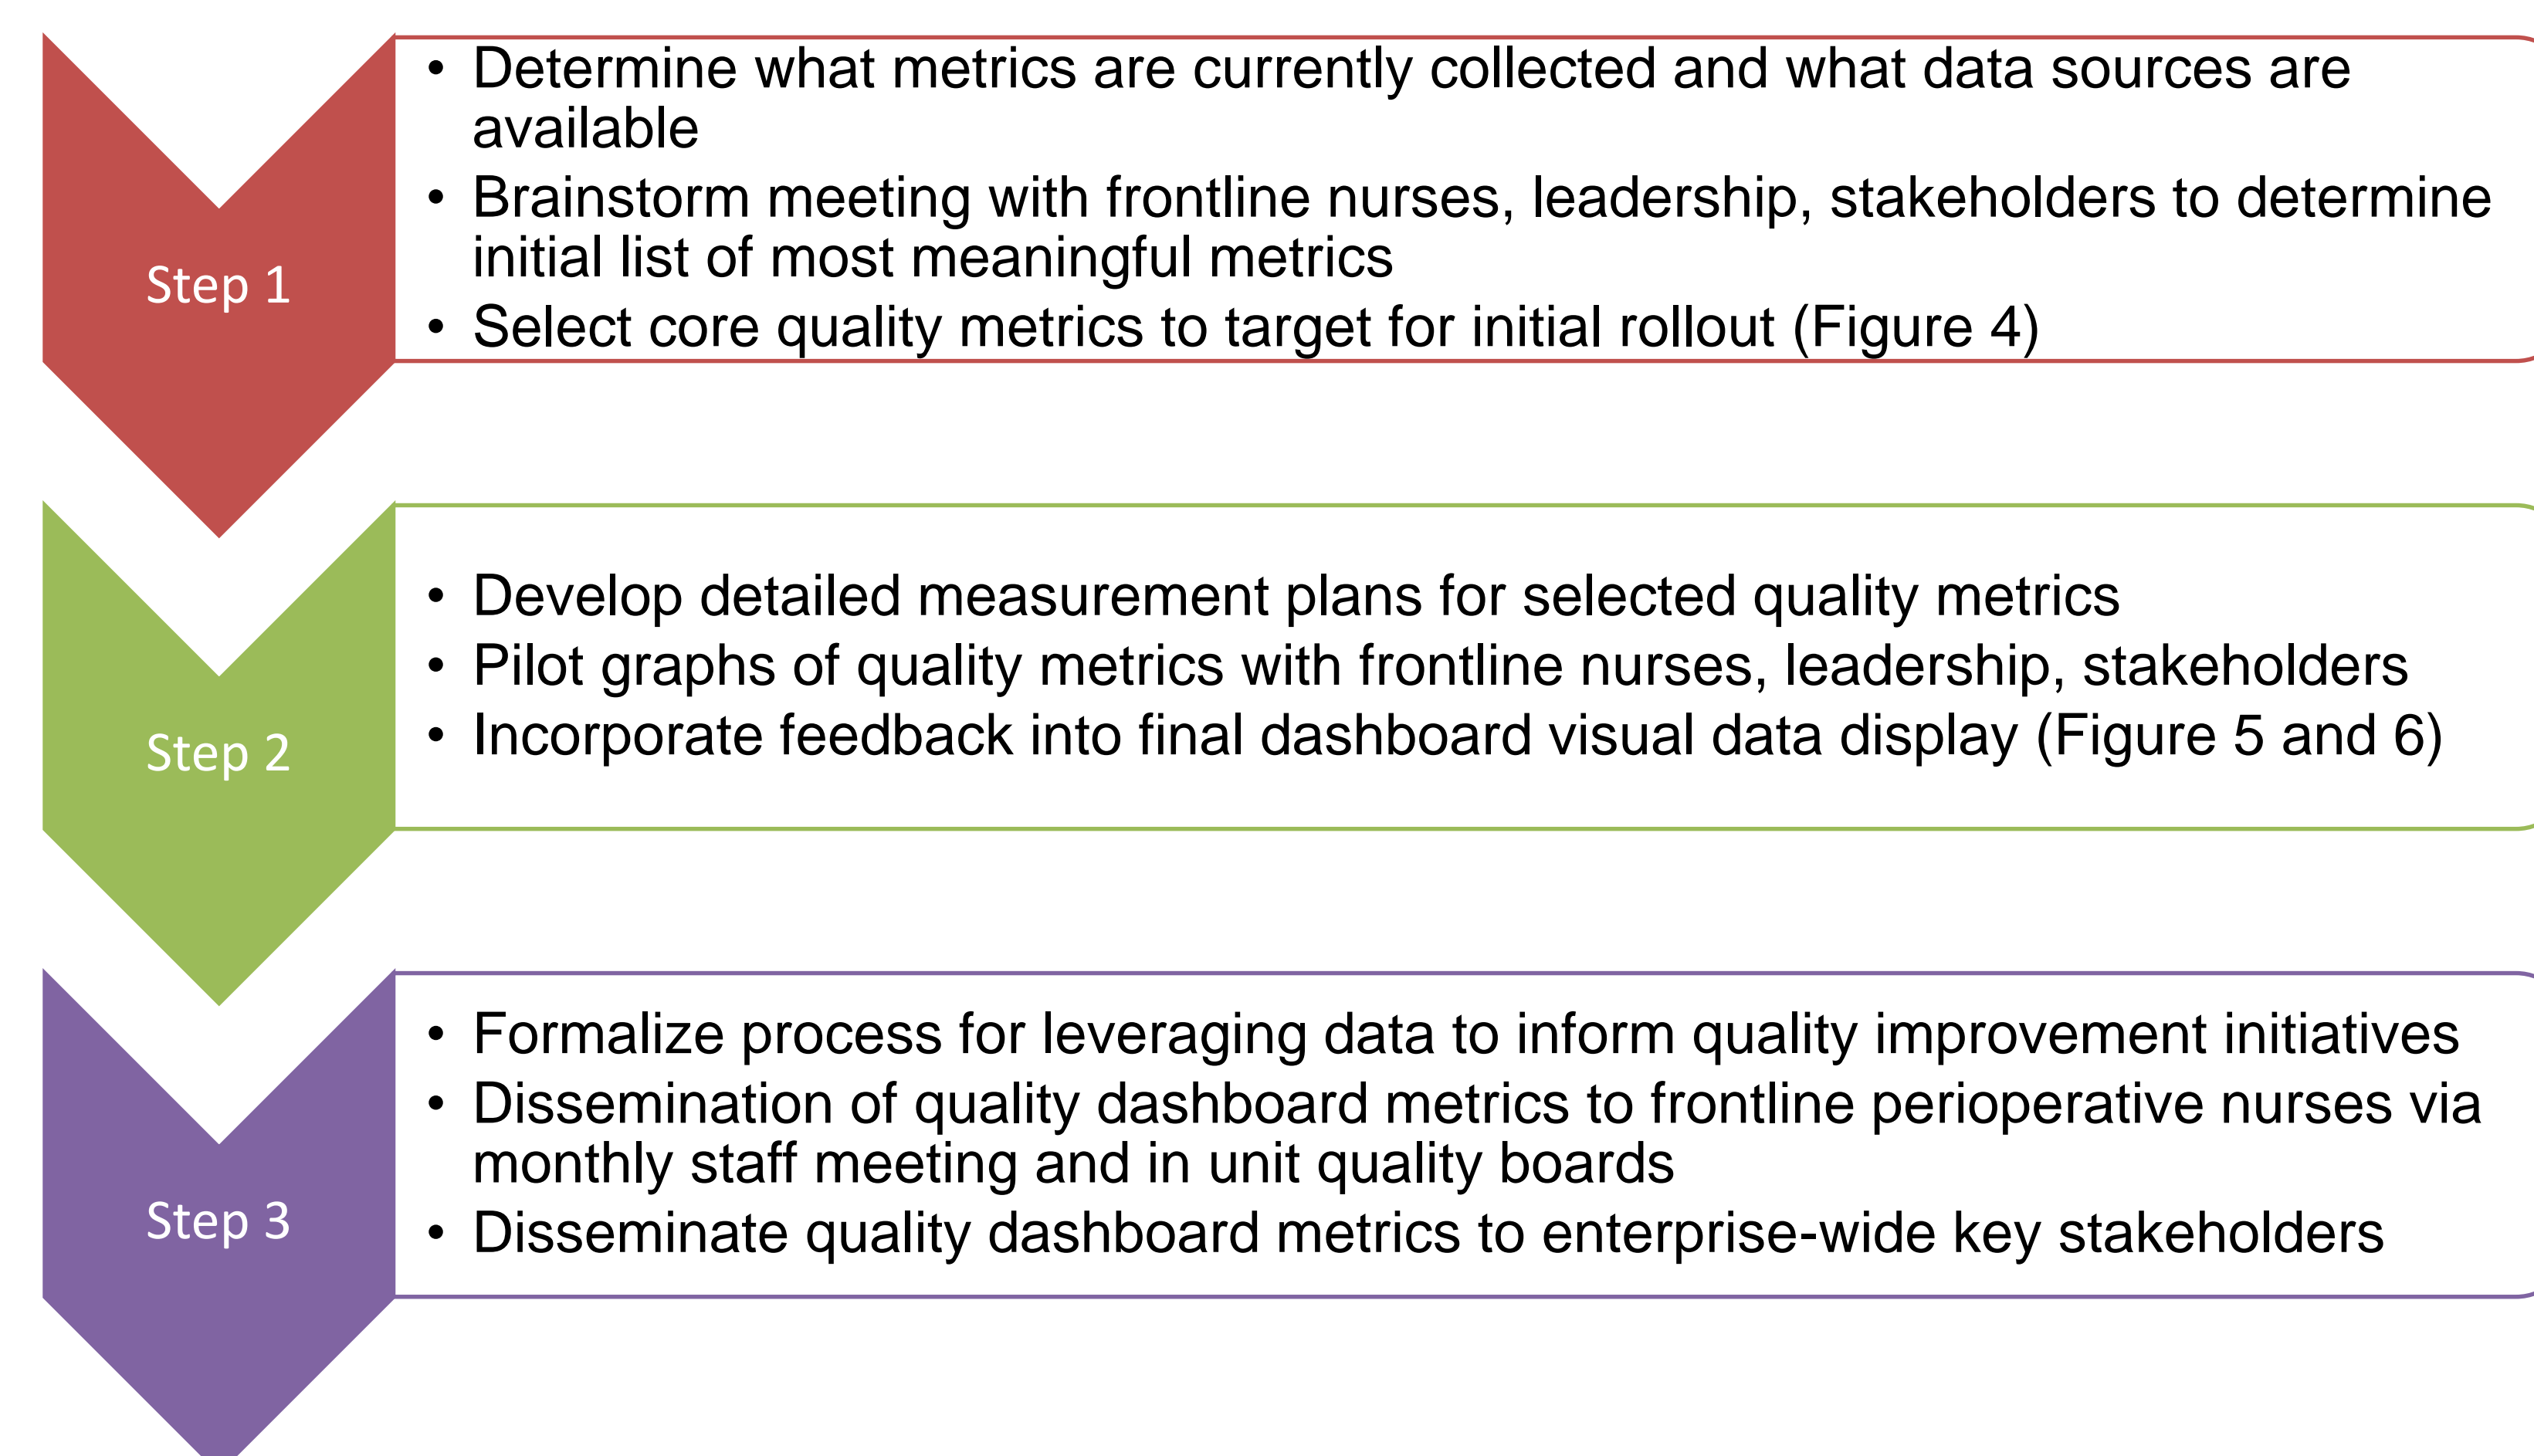 Step 1
• Determine what metrics are currently collected and what data sources are
available
• Brainstorm meeting with frontline nurses, leadership, stakeholders to determine
initial list of most meaningful metrics
• Select core quality metrics to target for initial rollout (Figure 4)
Step 2
• Develop detailed measurement plans for selected quality metrics
• Pilot graphs of quality metrics with frontline nurses, leadership, stakeholders
• Incorporate feedback into final dashboard visual data display (Figure 5 and 6)
Step 3
• Formalize process for leveraging data to inform quality improvement initiatives
• Dissemination of quality dashboard metrics to frontline perioperative nurses via
monthly staff meeting and in unit quality boards
• Disseminate quality dashboard metrics to enterprise-wide key stakeholders